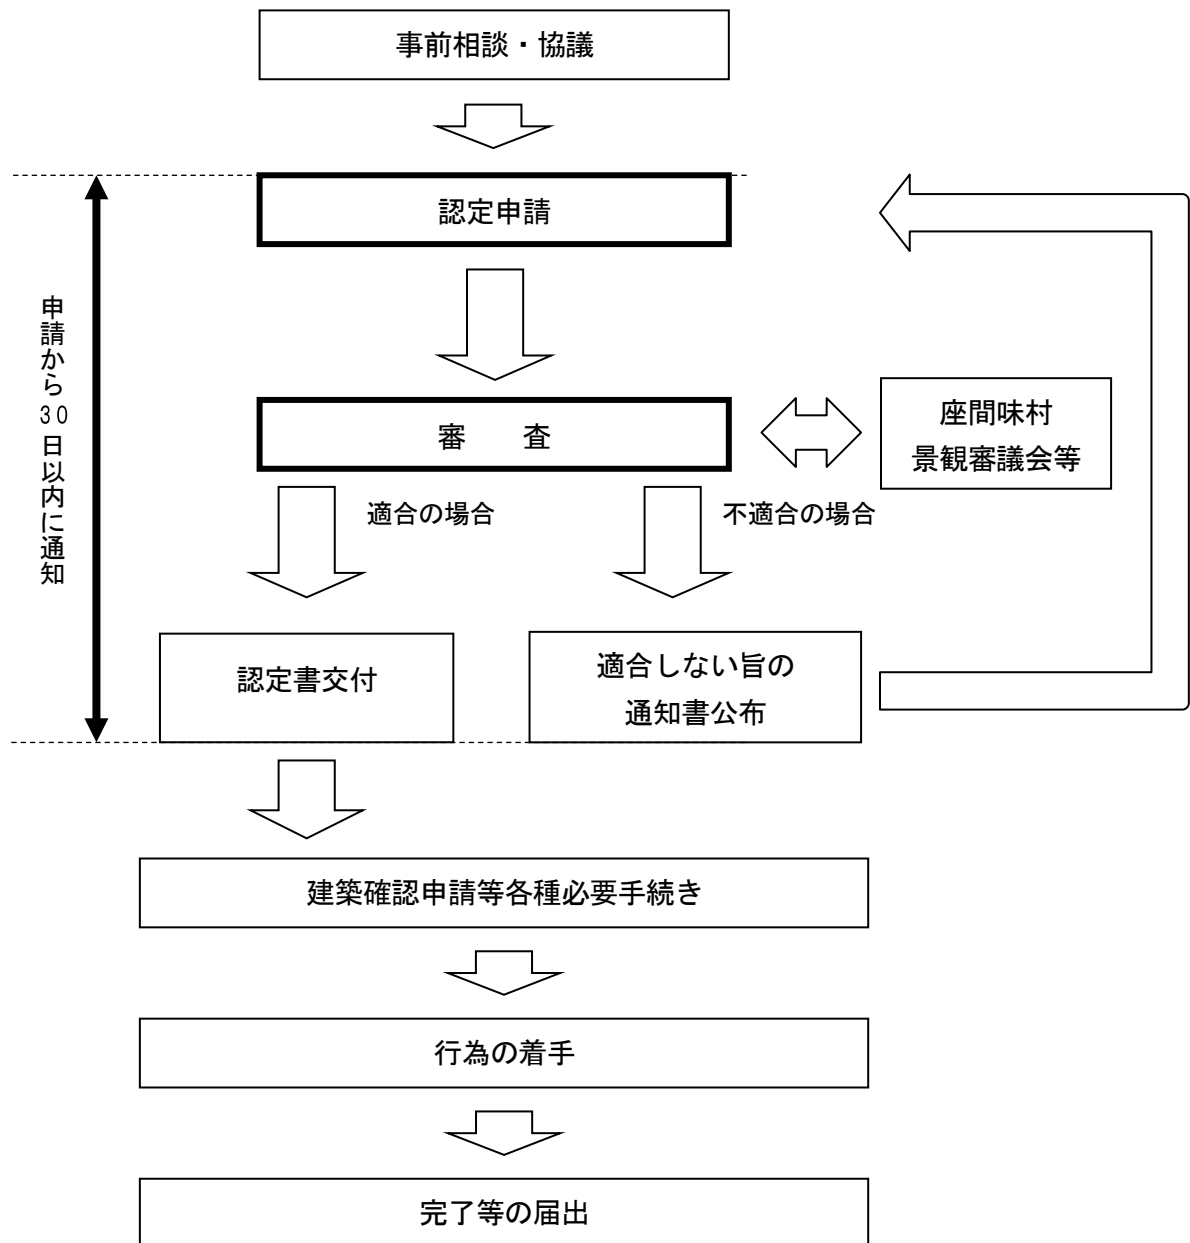 事前相談・協議
認定申請
申請から30日以内に通知
審　　査
座間味村
景観審議会等
適合の場合
不適合の場合
認定書交付
適合しない旨の
通知書公布
建築確認申請等各種必要手続き
行為の着手
完了等の届出